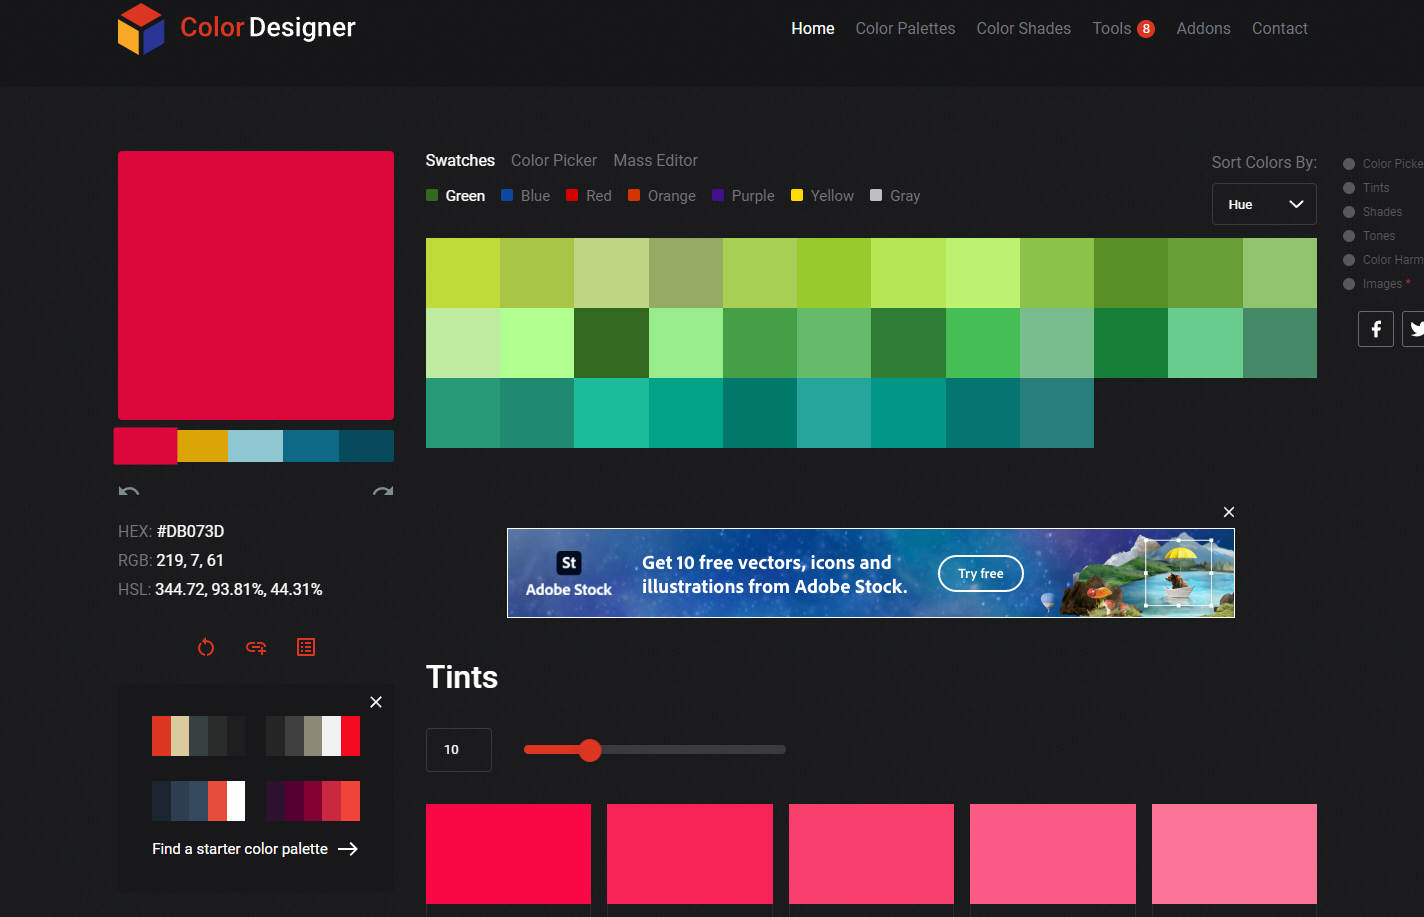 Color Designer
Home Color Palettes Color Shades Tools 8 Addons Contact
Swatches Color Picker Mass Editor
Green Blue Red Orange Purple Yellow Gray
Sort Colors By:
Hue
Color Picke
Tints
Shades
Tones
Color Harm
Images *
HEX: #DB073D
RGB: 219, 7, 61
HSL: 344.72, 93.81%, 44.31%
St
Adobe Stock
Get 10 free vectors, icons and
illustrations from Adobe Stock.
Try free
Tints
10
Find a starter color palette